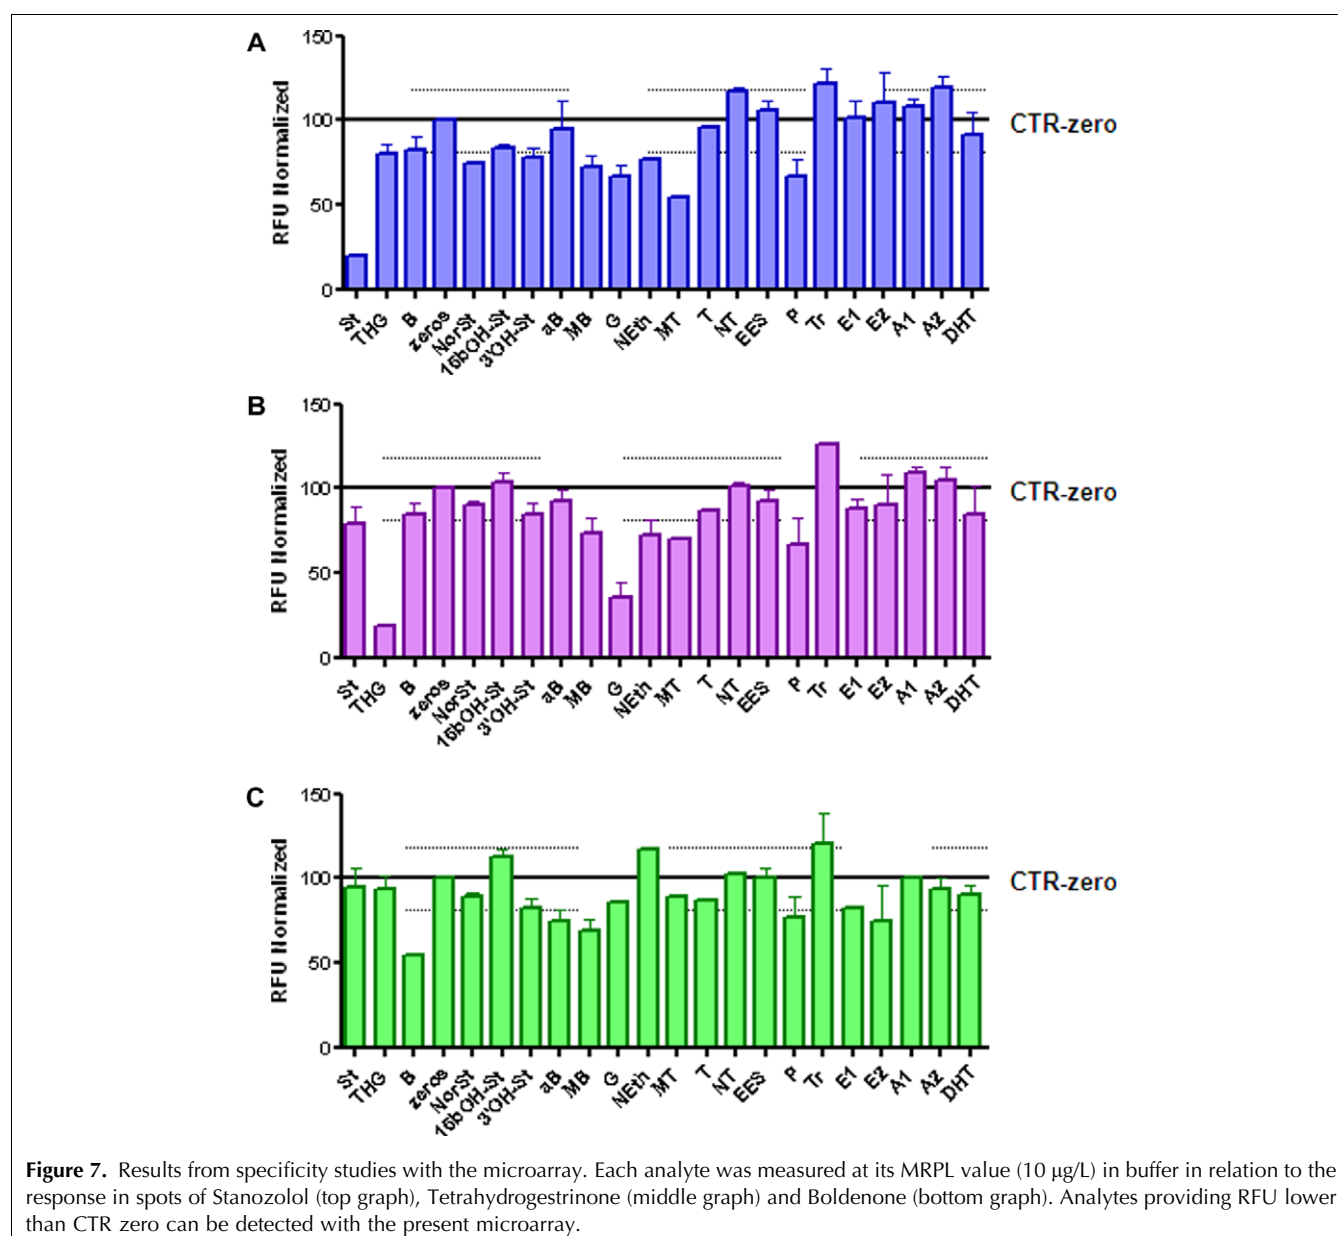 A
150
100
50
0
RFU Normalized
CTR-zero
St THG B zeros NorSt 16bOH-St 3'OH-St aB MB G NEth MT T NT EES P Tr E1 E2 A1 A2 DHT
B
150
100
50
0
RFU Normalized
CTR-zero
St THG B zeros NorSt 16bOH-St 3'OH-St aB MB G NEth MT T NT EES P Tr E1 E2 A1 A2 DHT
C
150
100
50
0
RFU Normalized
CTR-zero
St THG B zeros NorSt 16bOH-St 3'OH-St aB MB G NEth MT T NT EES P Tr E1 E2 A1 A2 DHT
Figure 7. Results from specificity studies with the microarray. Each analyte was measured at its MRPL value (10 µg/L) in buffer in relation to the
response in spots of Stanozolol (top graph), Tetrahydrogestrinone (middle graph) and Boldenone (bottom graph). Analytes providing RFU lower
than CTR zero can be detected with the present microarray.